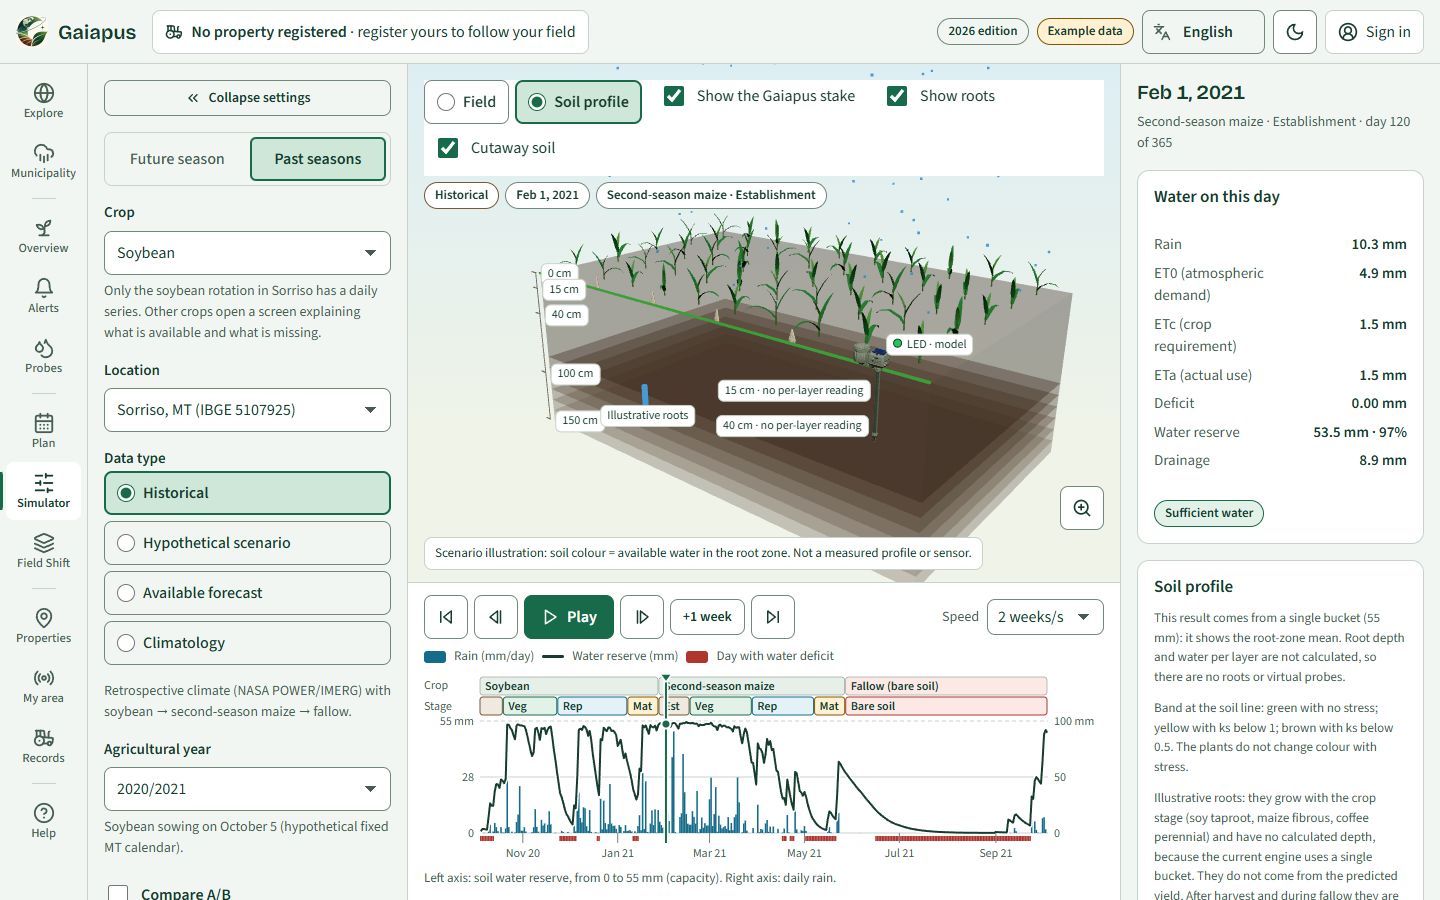 Gaiapus
No property registered · register yours to follow your field
2026 edition
Example data
English
Sign in
Explore
Municipality
Overview
Alerts
Probes
Plan
Simulator
Field Shift
Properties
My area
Records
Help
Collapse settings
Future season
Past seasons
Crop
Soybean
Only the soybean rotation in Sorriso has a daily
series. Other crops open a screen explaining
what is available and what is missing.
Location
Sorriso, MT (IBGE 5107925)
Data type
Historical
Hypothetical scenario
Available forecast
Climatology
Retrospective climate (NASA POWER/IMERG) with
soybean → second-season maize → fallow.
Agricultural year
2020/2021
Soybean sowing on October 5 (hypothetical fixed
MT calendar).
Compare A/B
Field
Soil profile
Show the Gaiapus stake
Show roots
Cutaway soil
Historical
Feb 1, 2021
Second-season maize · Establishment
0 cm
15 cm
40 cm
100 cm
150 cm
Illustrative roots
LED · model
15 cm · no per-layer reading
40 cm · no per-layer reading
Scenario illustration: soil colour = available water in the root zone. Not a measured profile or sensor.
Play
+1 week
Speed
2 weeks/s
Rain (mm/day)
Water reserve (mm)
Day with water deficit
Crop
Soybean
econd-season maize
Fallow (bare soil)
Stage
Veg
Rep
Mat
Est
Veg
Rep
Mat
Bare soil
55 mm
100 mm
28
50
0
0
Nov 20
Jan 21
Mar 21
May 21
Jul 21
Sep 21
Left axis: soil water reserve, from 0 to 55 mm (capacity). Right axis: daily rain.
Feb 1, 2021
Second-season maize · Establishment · day 120
of 365
Water on this day
Rain 10.3 mm
ET0 (atmospheric 4.9 mm
demand)
ETc (crop 1.5 mm
requirement)
ETa (actual use) 1.5 mm
Deficit 0.00 mm
Water reserve 53.5 mm · 97%
Drainage 8.9 mm
Sufficient water
Soil profile
This result comes from a single bucket (55
mm): it shows the root-zone mean. Root depth
and water per layer are not calculated, so
there are no roots or virtual probes.
Band at the soil line: green with no stress;
yellow with ks below 1; brown with ks below
0.5. The plants do not change colour with
stress.
Illustrative roots: they grow with the crop
stage (soy taproot, maize fibrous, coffee
perennial) and have no calculated depth,
because the current engine uses a single
bucket. They do not come from the predicted
yield. After harvest and during fallow they are